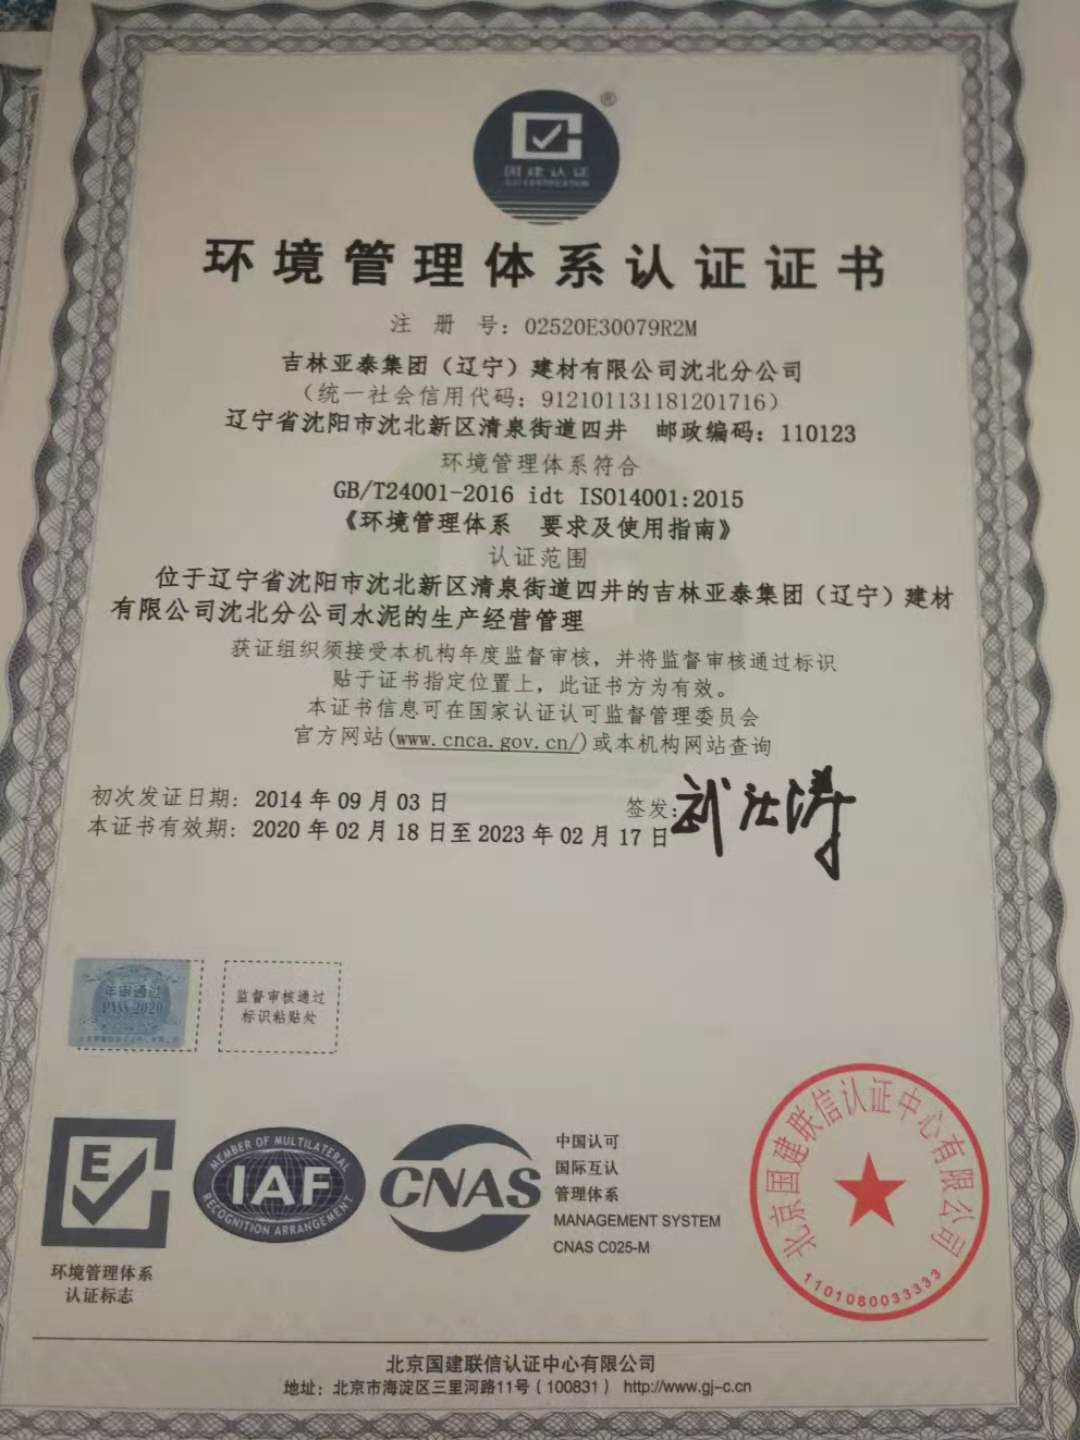 国建认证
®
环境管理体系认证证书
注 册 号：02520E30079R2M
吉林亚泰集团（辽宁）建材有限公司沈北分公司
（统一社会信用代码：912101131181201716）
辽宁省沈阳市沈北新区清泉街道四井 邮政编码：110123
环境管理体系符合
GB/T24001-2016 idt ISO14001:2015
《环境管理体系 要求及使用指南》
认证范围
位于辽宁省沈阳市沈北新区清泉街道四井的吉林亚泰集团（辽宁）建材
有限公司沈北分公司水泥的生产经营管理
获证组织须接受本机构年度监督审核，并将监督审核通过标识
贴于证书指定位置上，此证书方为有效。
本证书信息可在国家认证认可监督管理委员会
官方网站(www.cnca.gov.cn/)或本机构网站查询
初次发证日期：2014 年 09 月 03 日
签发：
本证书有效期：2020 年 02 月 18 日至 2023 年 02 月 17 日
年审通过
PASS 2020
监督审核通过
标识粘贴处
E
环境管理体系
认证标志
MEMBER OF MULTILATERAL
IAF
RECOGNITION ARRANGEMENT
CNAS
中国认可
国际互认
管理体系
MANAGEMENT SYSTEM
CNAS C025-M
北京国建联信认证中心有限公司
1101080033333
北京国建联信认证中心有限公司
地址：北京市海淀区三里河路11号（100831） http://www.gj-c.cn